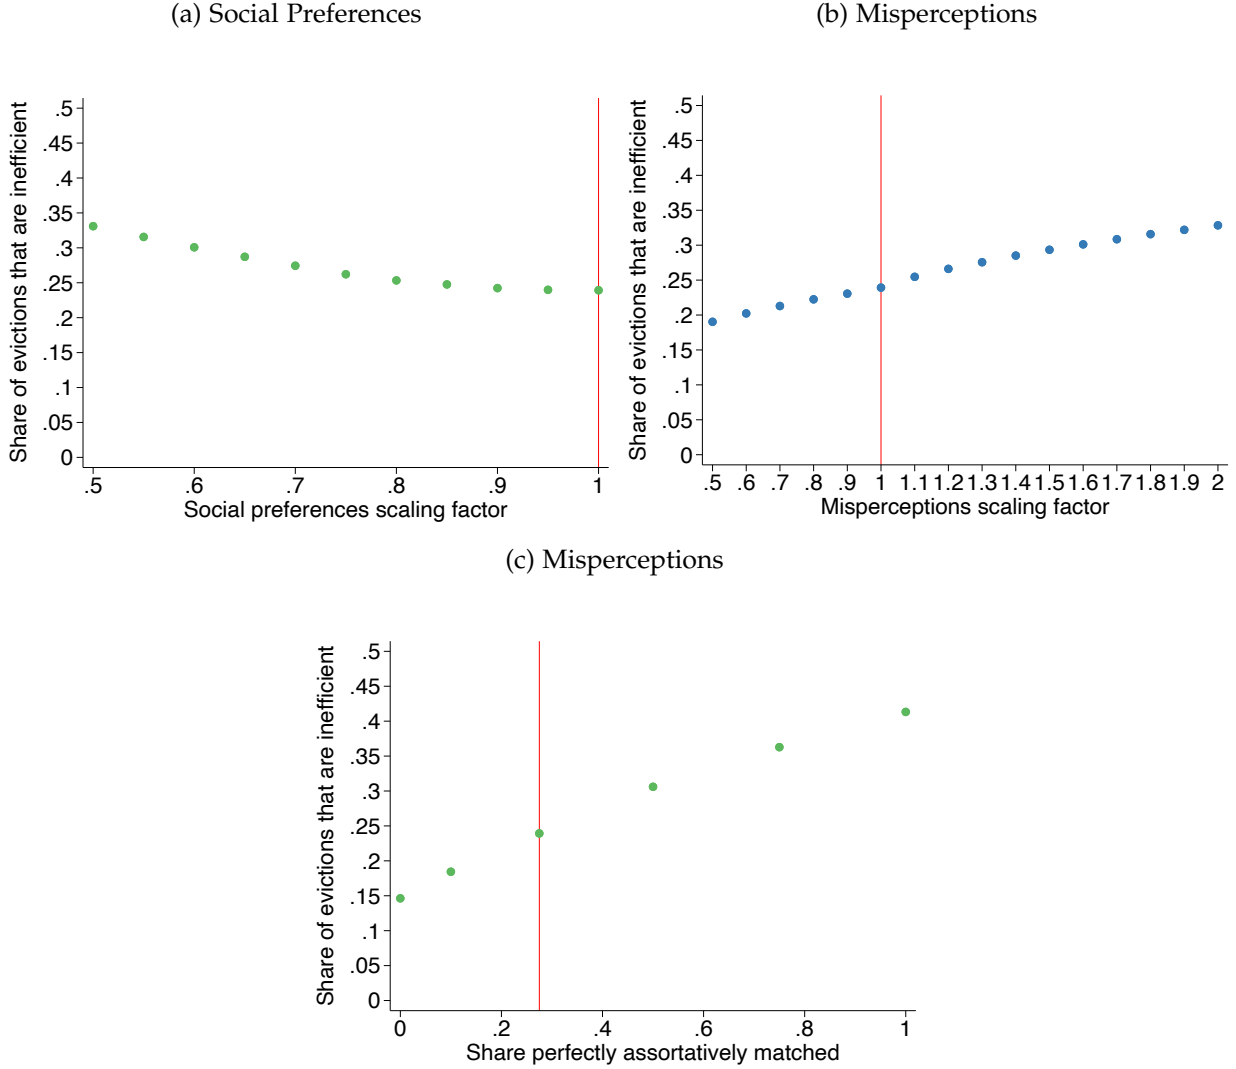 (a) Social Preferences
Share of evictions that are inefficient
.5
.45
.4
.35
.3
.25
.2
.15
.1
.05
0
.5 .6 .7 .8 .9 1
Social preferences scaling factor
(b) Misperceptions
Share of evictions that are inefficient
.5
.45
.4
.35
.3
.25
.2
.15
.1
.05
0
.5 .6 .7 .8 .9 1 1.1 1.2 1.3 1.4 1.5 1.6 1.7 1.8 1.9 2
Misperceptions scaling factor
(c) Misperceptions
Share of evictions that are inefficient
.5
.45
.4
.35
.3
.25
.2
.15
.1
.05
0
0 .2 .4 .6 .8 1
Share perfectly assortatively matched